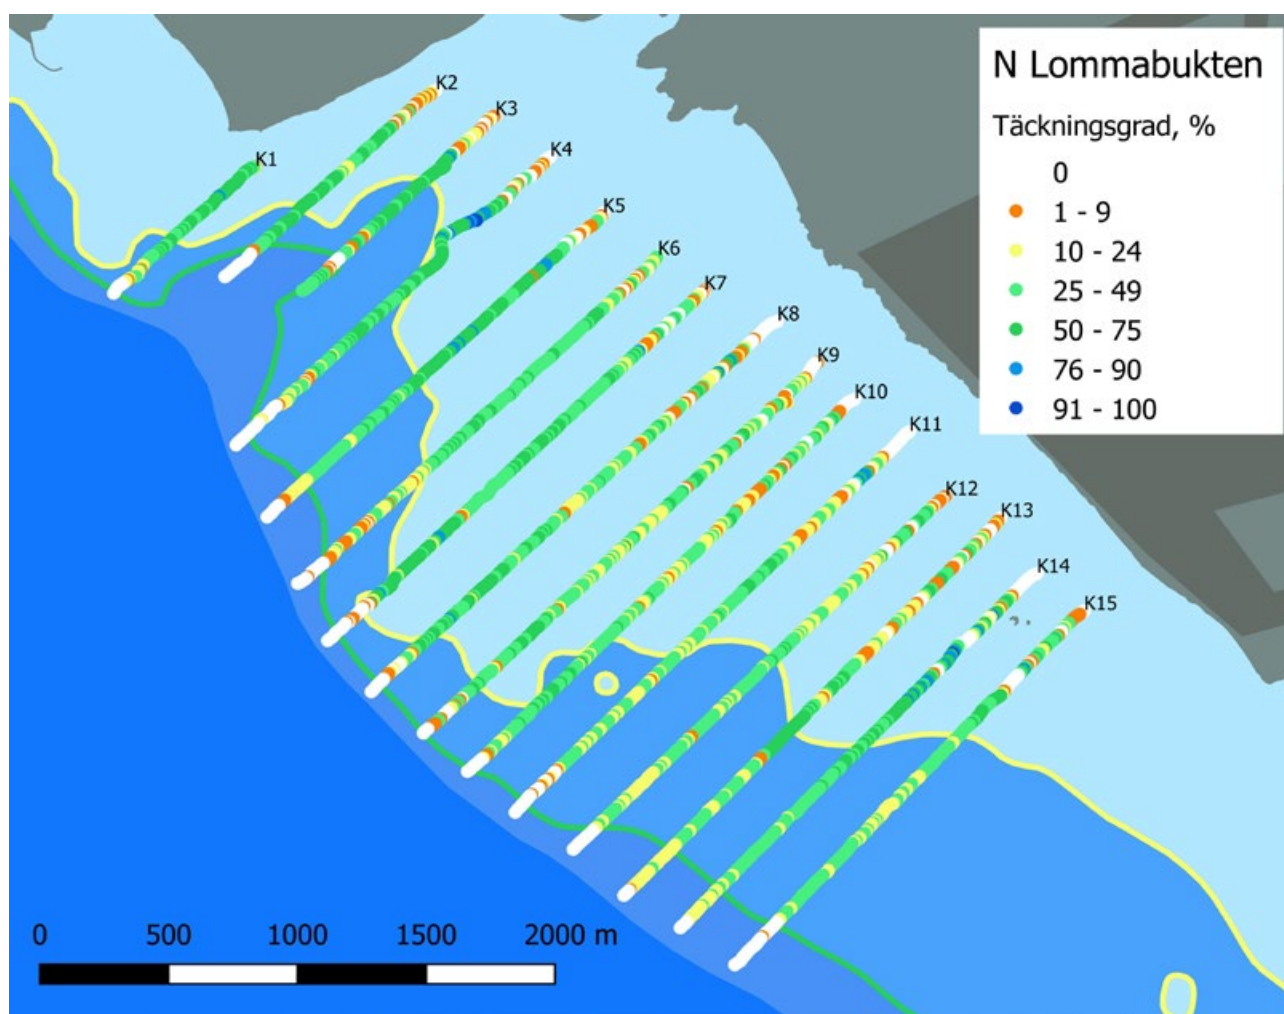 N Lommabukten
Täckningsgrad, %
0
1 - 9
10 - 24
25 - 49
50 - 75
76 - 90
91 - 100
K1
K2
K3
K4
K5
K6
K7
K8
K9
K10
K11
K12
K13
K14
K15
0 500 1000 1500 2000 m